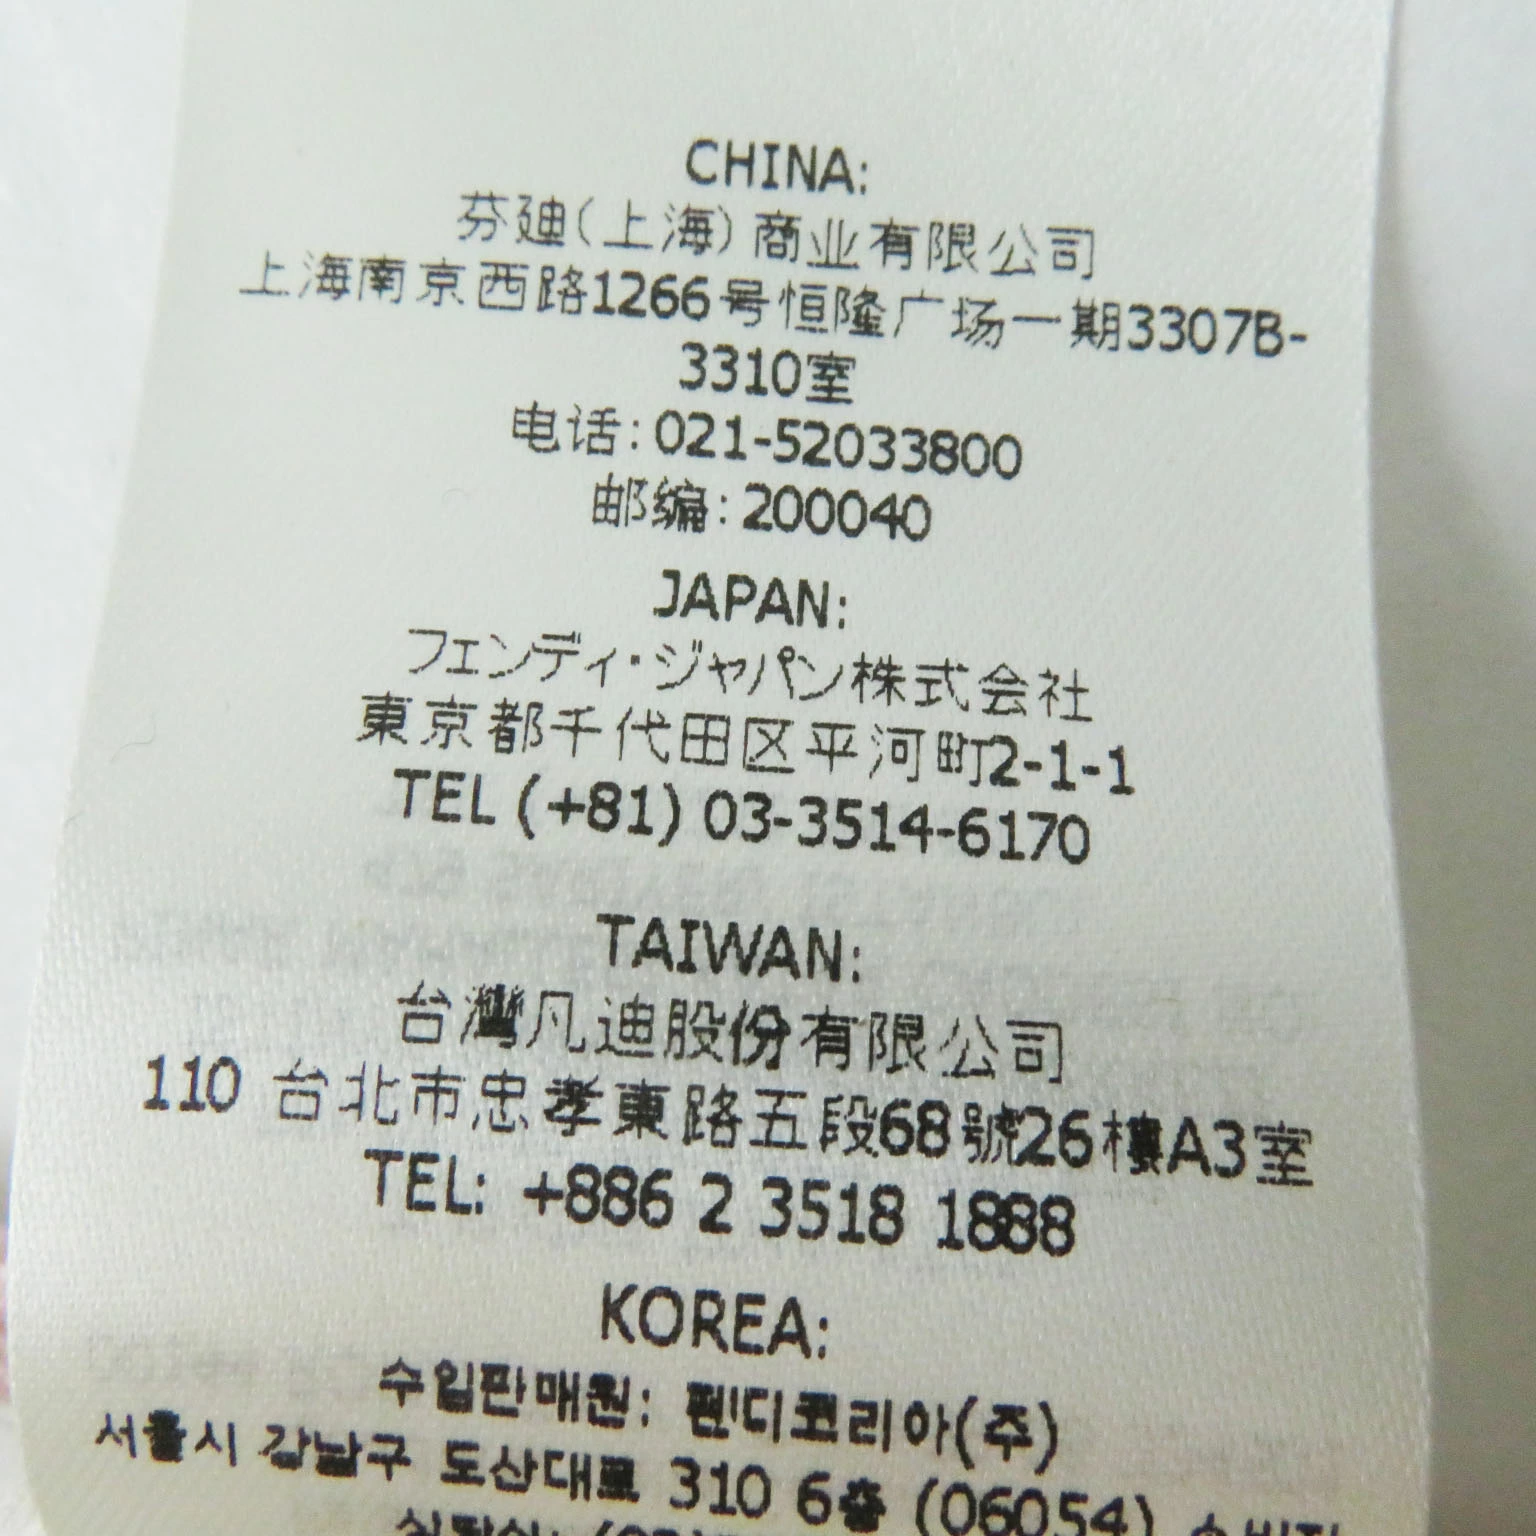 CHINA:
芬迪(上海)商业有限公司
上海南京西路1266号恒隆广场一期3307B-
3310室
电话:021-52033800
邮编:200040
JAPAN:
フェンディ・ジャパン株式会社
東京都千代田区平河町2-1-1
TEL (+81) 03-3514-6170
TAIWAN:
台灣凡迪股份有限公司
110 台北市忠孝東路五段68號26樓A3室
TEL: +886 2 3518 1888
KOREA:
수입판매원: 펜디코리아(주)
서울시 강남구 도산대로 310 6층 (06054)